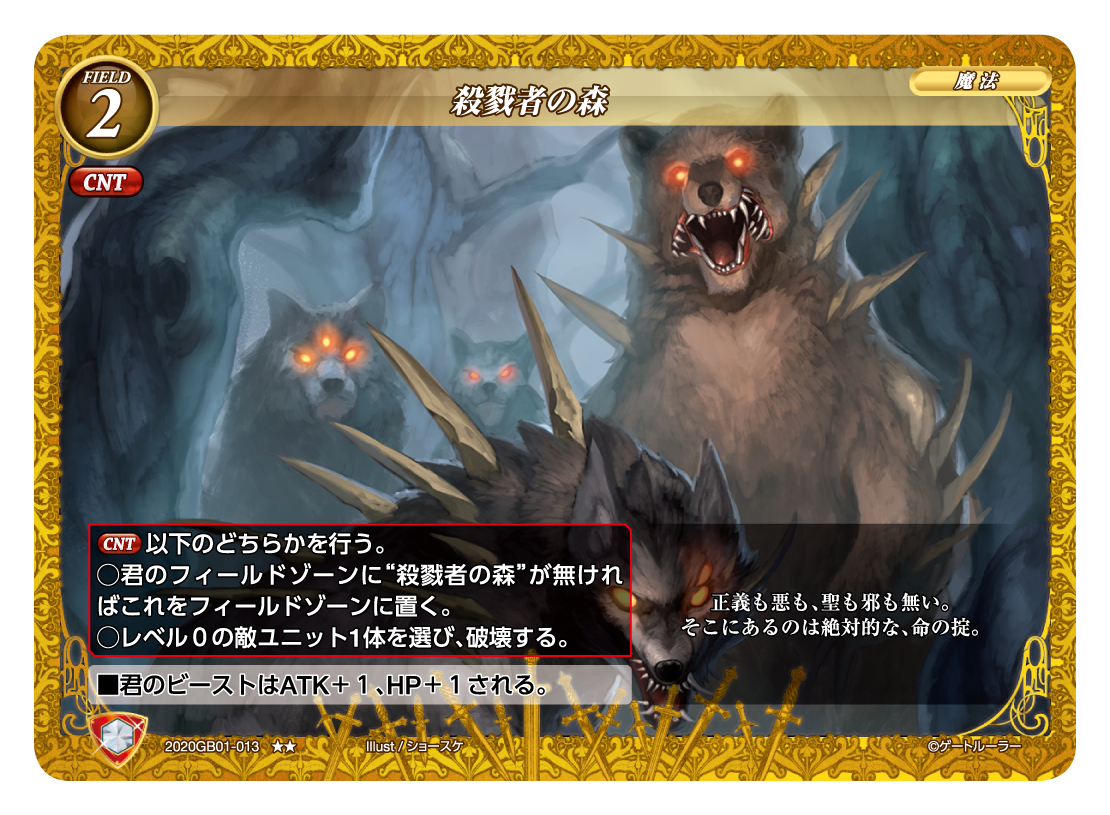 FIELD
2
殺戮者の森
魔法
CNT
CNT 以下のどちらかを行う。
○君のフィールドゾーンに“殺戮者の森”が無けれ
ばこれをフィールドゾーンに置く。
○レベル０の敵ユニット1体を選び、破壊する。
■君のビーストはATK＋１、HP＋１される。
正義も悪も、聖も邪も無い。
そこにあるのは絶対的な、命の掟。
2020GB01-013 ★★ Illust / ショースケ ©ゲートルーラー